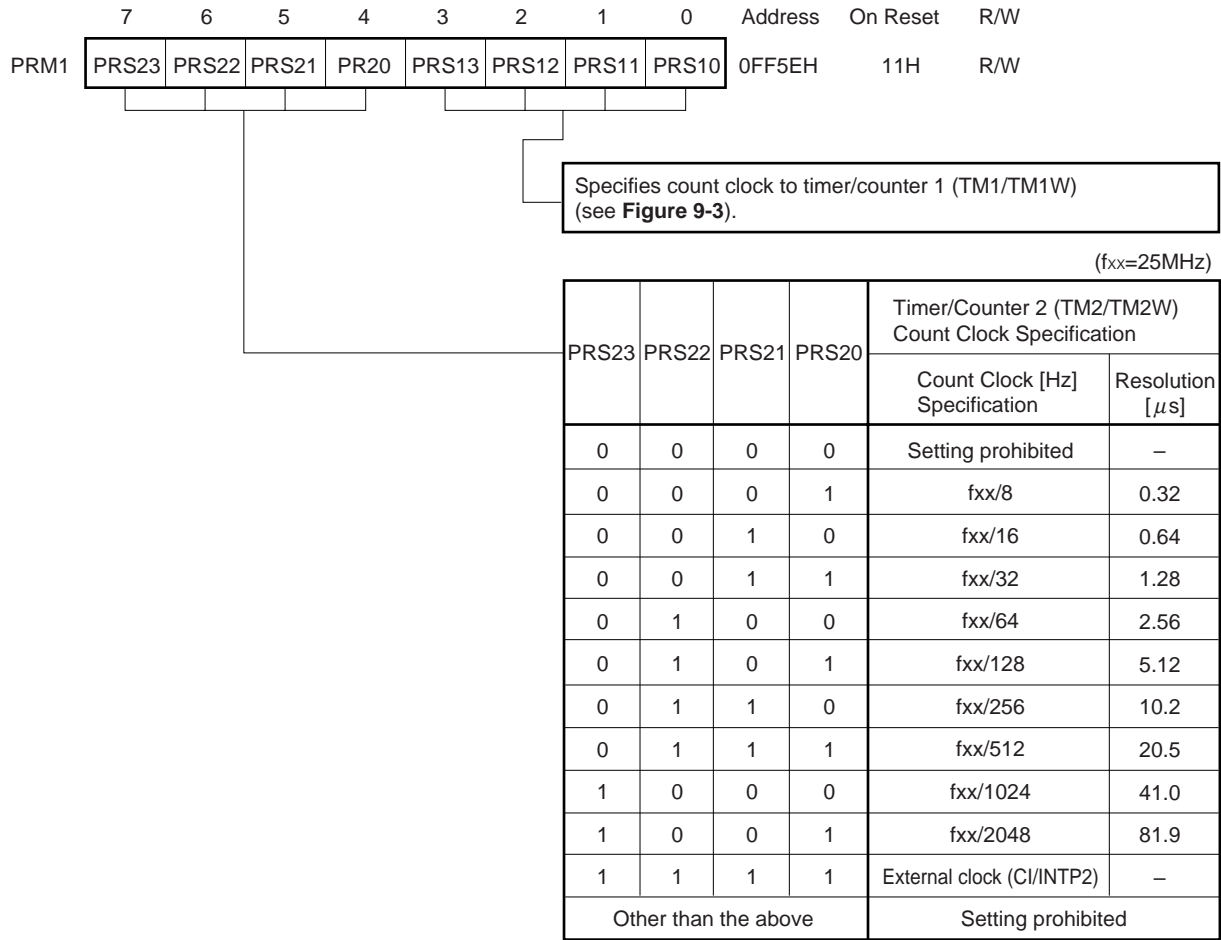 7 6 5 4 3 2 1 0 Address On Reset R/W
PRM1 PRS23 PRS22 PRS21 PR20 PRS13 PRS12 PRS11 PRS10 0FF5EH 11H R/W
Specifies count clock to timer/counter 1 (TM1/TM1W)
(see Figure 9-3).
(fxx=25MHz)
PRS23 PRS22 PRS21 PRS20
Timer/Counter 2 (TM2/TM2W)
Count Clock Specification
Count Clock [Hz]
Specification
Resolution
[μs]
0 0 0 0 Setting prohibited –
0 0 0 1 fxx/8 0.32
0 0 1 0 fxx/16 0.64
0 0 1 1 fxx/32 1.28
0 1 0 0 fxx/64 2.56
0 1 0 1 fxx/128 5.12
0 1 1 0 fxx/256 10.2
0 1 1 1 fxx/512 20.5
1 0 0 0 fxx/1024 41.0
1 0 0 1 fxx/2048 81.9
1 1 1 1 External clock (CI/INTP2) –
Other than the above Setting prohibited